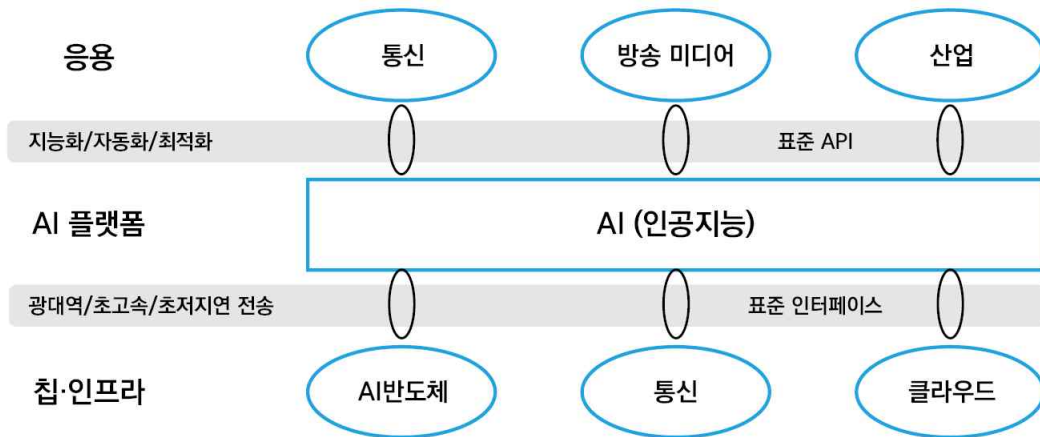 응용 통신 방송 미디어 산업
지능화/자동화/최적화 표준 API
AI 플랫폼 AI (인공지능)
광대역/초고속/초저지연 전송 표준 인터페이스
칩·인프라 AI반도체 통신 클라우드